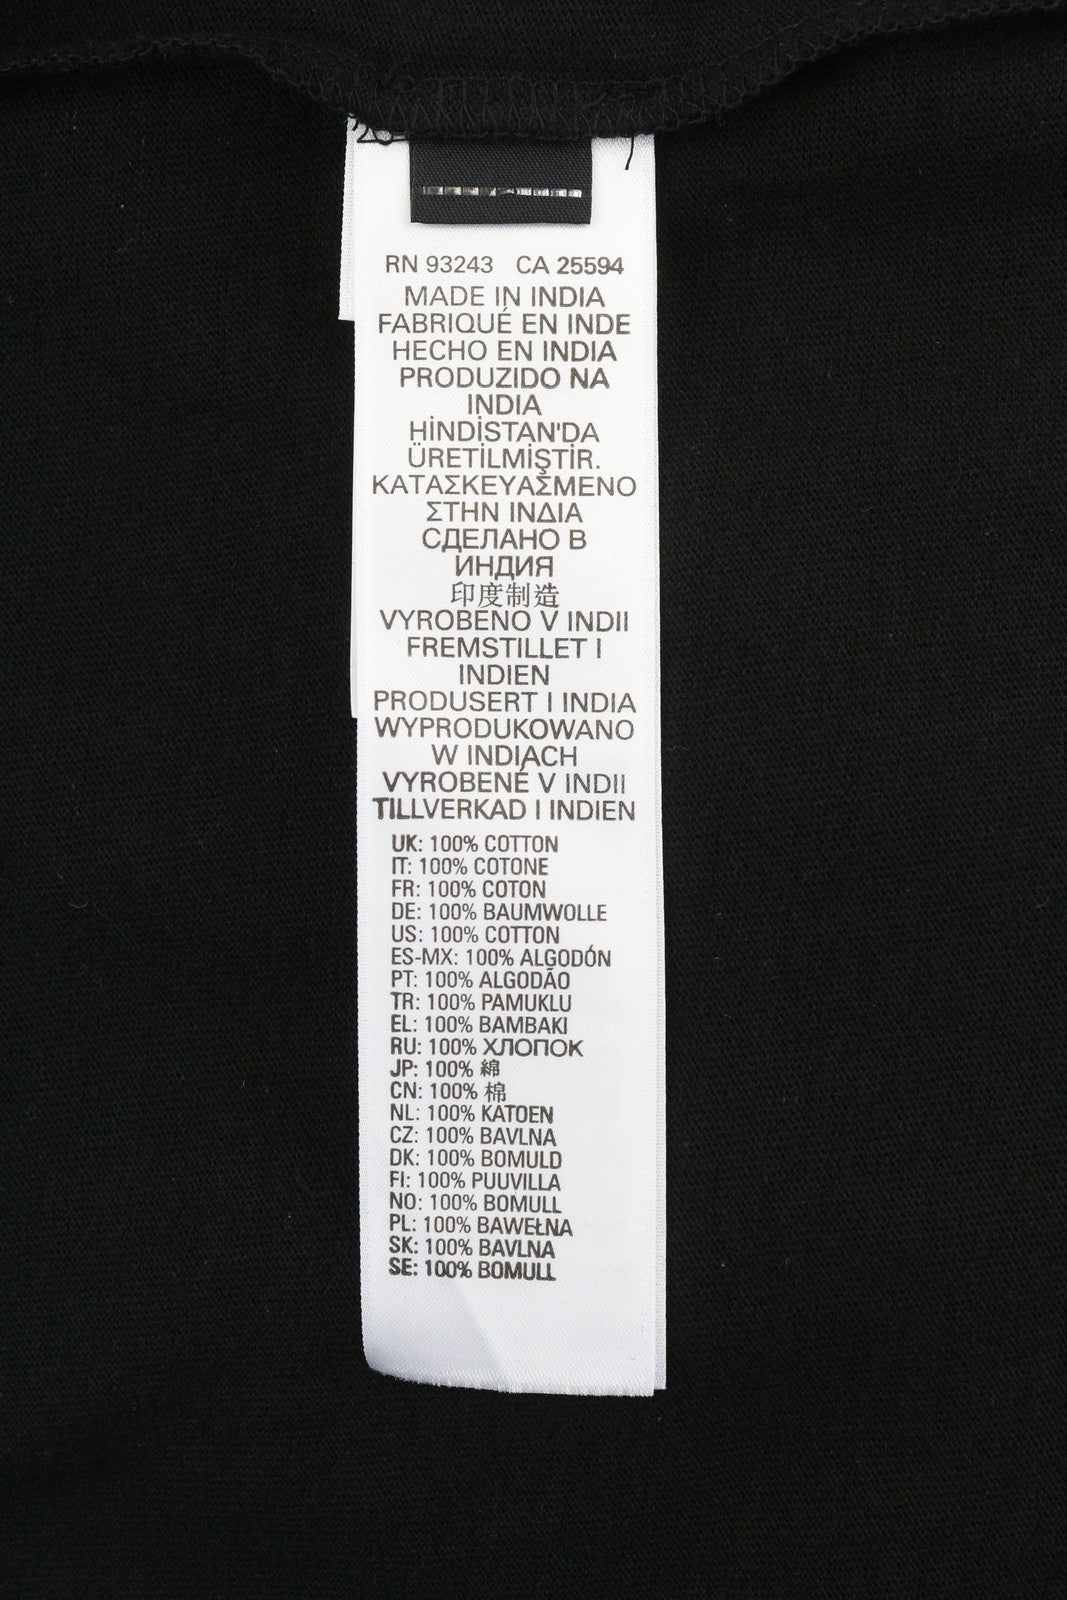 RN 93243 CA 25594
MADE IN INDIA
FABRIQUÉ EN INDE
HECHO EN INDIA
PRODUZIDO NA
INDIA
HİNDİSTAN'DA
ÜRETİLMİŞTİR.
ΚΑΤΑΣΚΕΥΑΣΜΕΝΟ
ΣΤΗΝ ΙΝΔΙΑ
СДЕЛАНО В
ИНДИЯ
印度制造
VYROBENO V INDII
FREMSTILLET I
INDIEN
PRODUSERT I INDIA
WYPRODUKOWANO
W INDIACH
VYROBENÉ V INDII
TILLVERKAD I INDIEN
UK: 100% COTTON
IT: 100% COTONE
FR: 100% COTON
DE: 100% BAUMWOLLE
US: 100% COTTON
ES-MX: 100% ALGODÓN
PT: 100% ALGODÃO
TR: 100% PAMUKLU
EL: 100% ΒΑΜΒΑΚΙ
RU: 100% ХЛОПОК
JP: 100% 綿
CN: 100% 棉
NL: 100% KATOEN
CZ: 100% BAVLNA
DK: 100% BOMULD
FI: 100% PUUVILLA
NO: 100% BOMULL
PL: 100% BAWEŁNA
SK: 100% BAVLNA
SE: 100% BOMULL